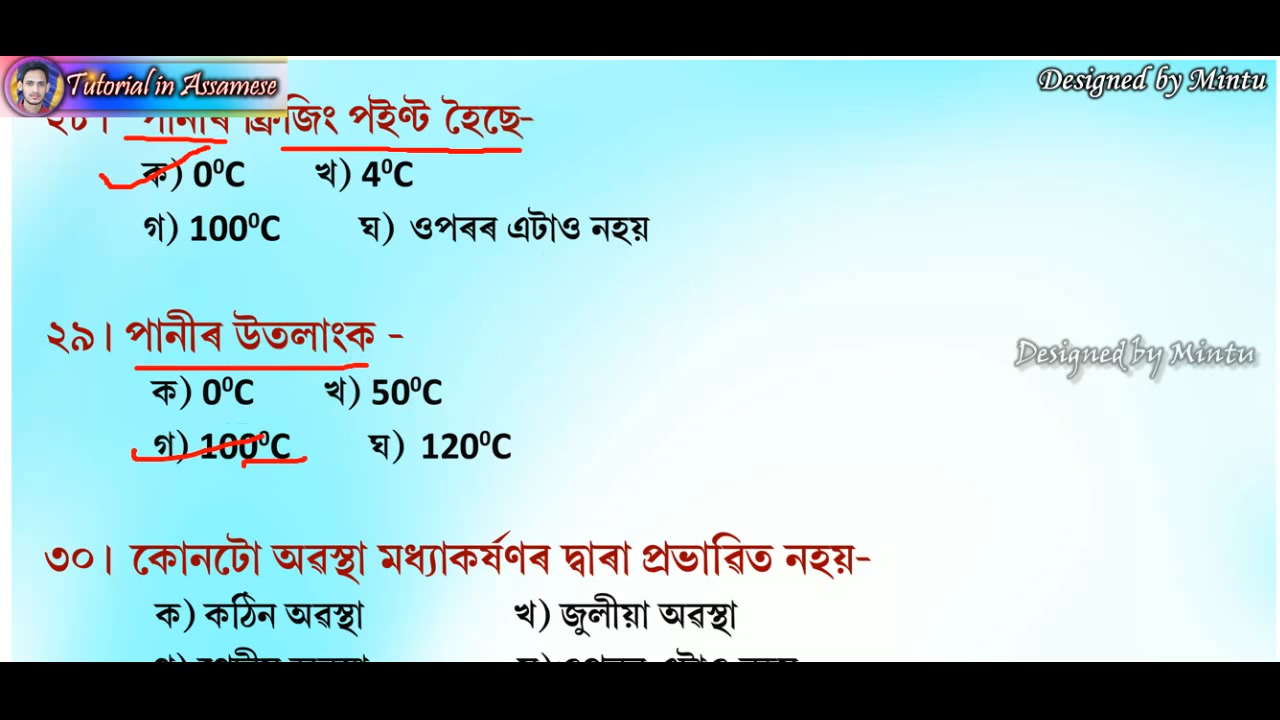 Tutorial in Assamese
Designed by Mintu
২৮। পানীৰ ফ্ৰিজিং পইণ্ট হৈছে-
ক) 0⁰C খ) 4⁰C
গ) 100⁰C ঘ) ওপৰৰ এটাও নহয়
২৯। পানীৰ উতলাংক -
Designed by Mintu
ক) 0⁰C খ) 50⁰C
গ) 100⁰C ঘ) 120⁰C
৩০। কোনটো অৱস্থা মধ্যাকৰ্ষণৰ দ্বাৰা প্ৰভাৱিত নহয়-
ক) কঠিন অৱস্থা খ) জুলীয়া অৱস্থা